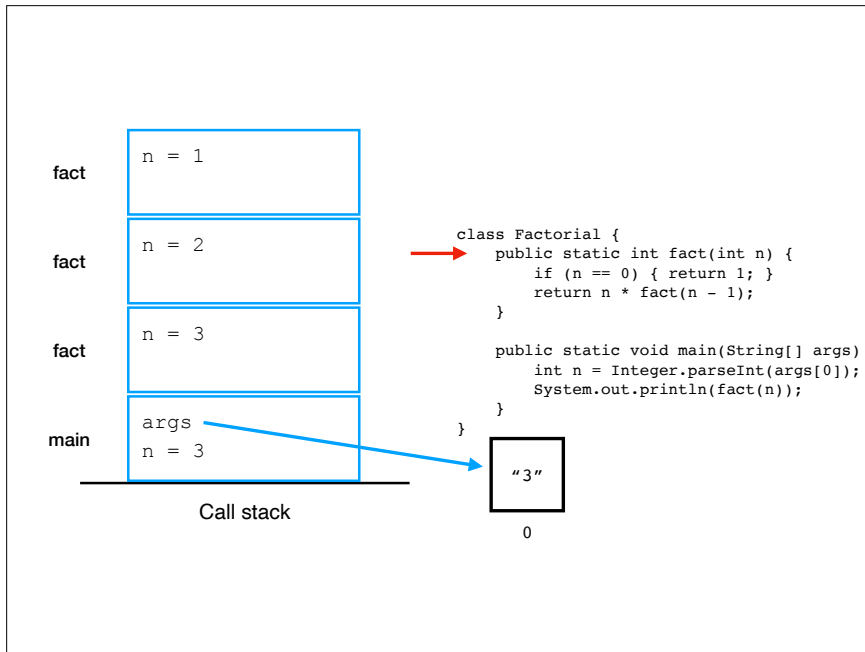 fact
n = 1
fact
n = 2
fact
n = 3
main
args
n = 3
Call stack
class Factorial {
    public static int fact(int n) {
        if (n == 0) { return 1; }
        return n * fact(n - 1);
    }
    public static void main(String[] args)
        int n = Integer.parseInt(args[0]);
        System.out.println(fact(n));
    }
}
“3”
0